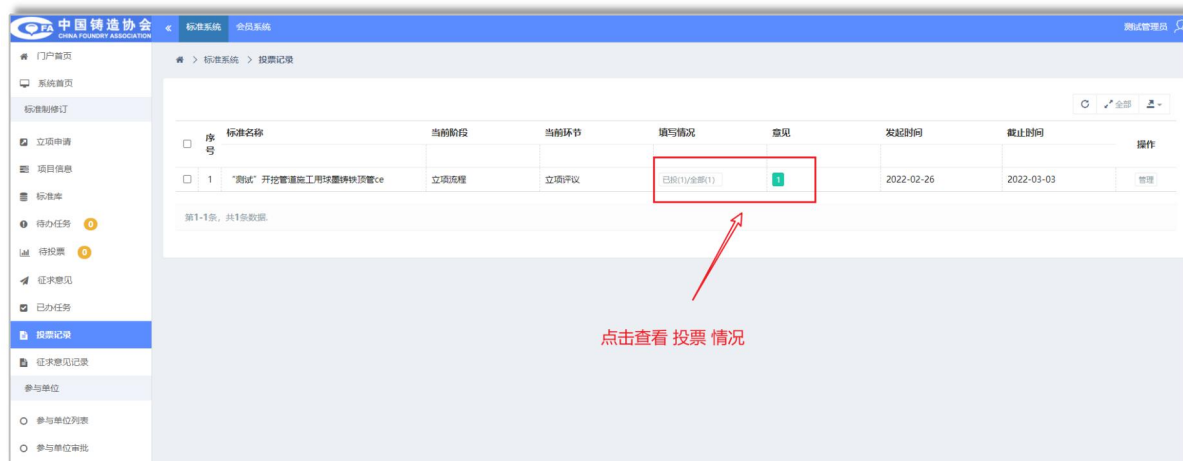 FA 中国铸造协会
CHINA FOUNDRY ASSOCIATION
« 标准系统 会员系统
测试管理员
门户首页
> 标准系统 > 投票记录
系统首页
标准制修订
全部
立项申请
序号 标准名称 当前阶段 当前环节 填写情况 意见 发起时间 截止时间 操作
项目信息
1 “测试”开挖管道施工用球墨铸铁顶管ce 立项流程 立项评议 已投(1)/全部(1) 1 2022-02-26 2022-03-03 管理
标准库
第1-1条，共1条数据.
待办任务 0
待投票 0
征求意见
已办任务
投票记录
点击查看 投票 情况
征求意见记录
参与单位
参与单位列表
参与单位审批